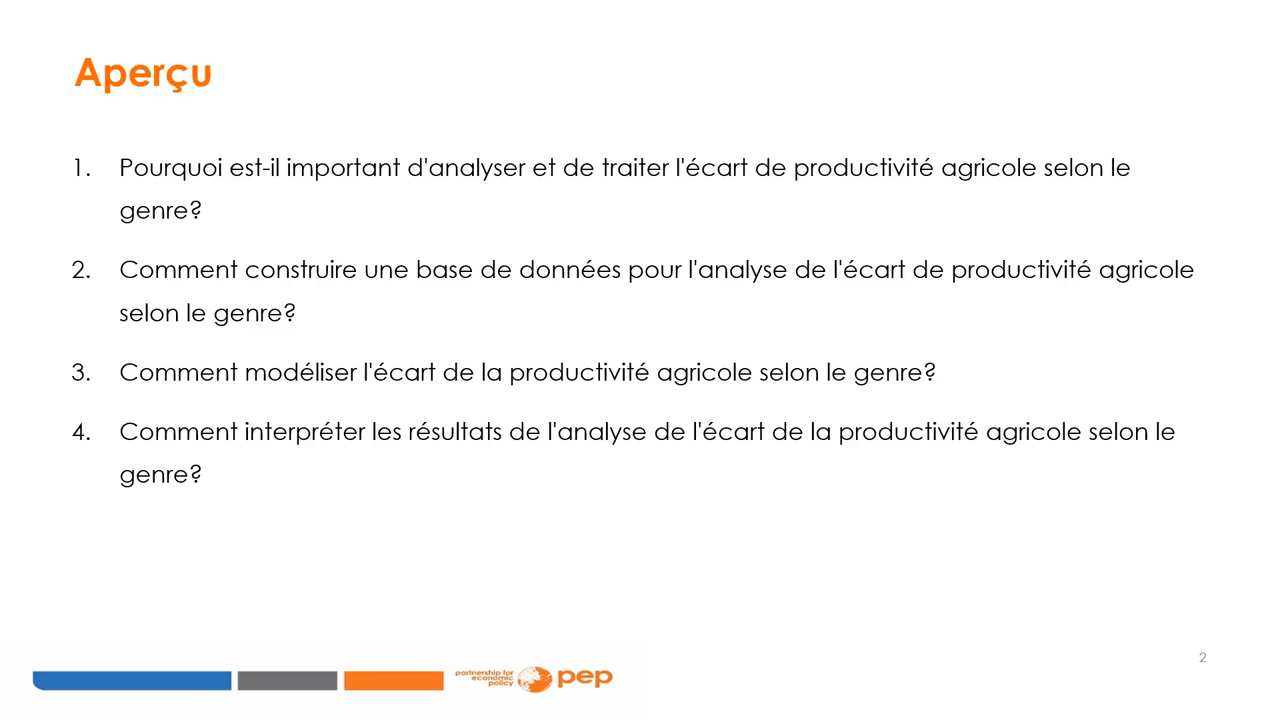 Aperçu
1. Pourquoi est-il important d'analyser et de traiter l'écart de productivité agricole selon le
genre?
2. Comment construire une base de données pour l'analyse de l'écart de productivité agricole
selon le genre?
3. Comment modéliser l'écart de la productivité agricole selon le genre?
4. Comment interpréter les résultats de l'analyse de l'écart de la productivité agricole selon le
genre?
2
partnership for
economic
policy
pep